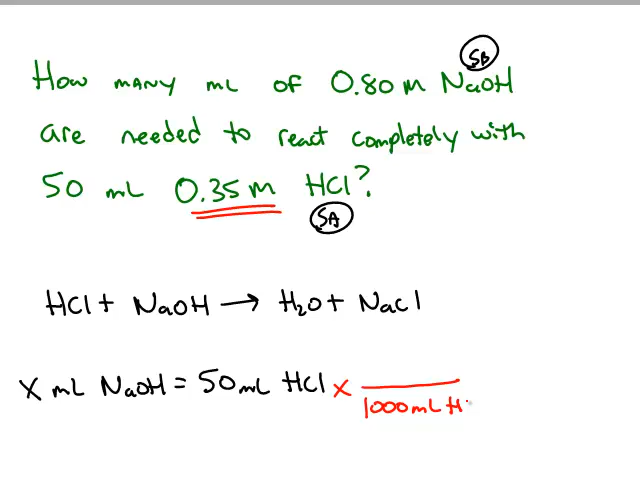 SB
How many mL of 0.80 M NaOH
are needed to react completely with
50 mL 0.35 M HCl?
SA
HCl + NaOH → H₂O + NaCl
x mL NaOH = 50 mL HCl x
1000 mL H